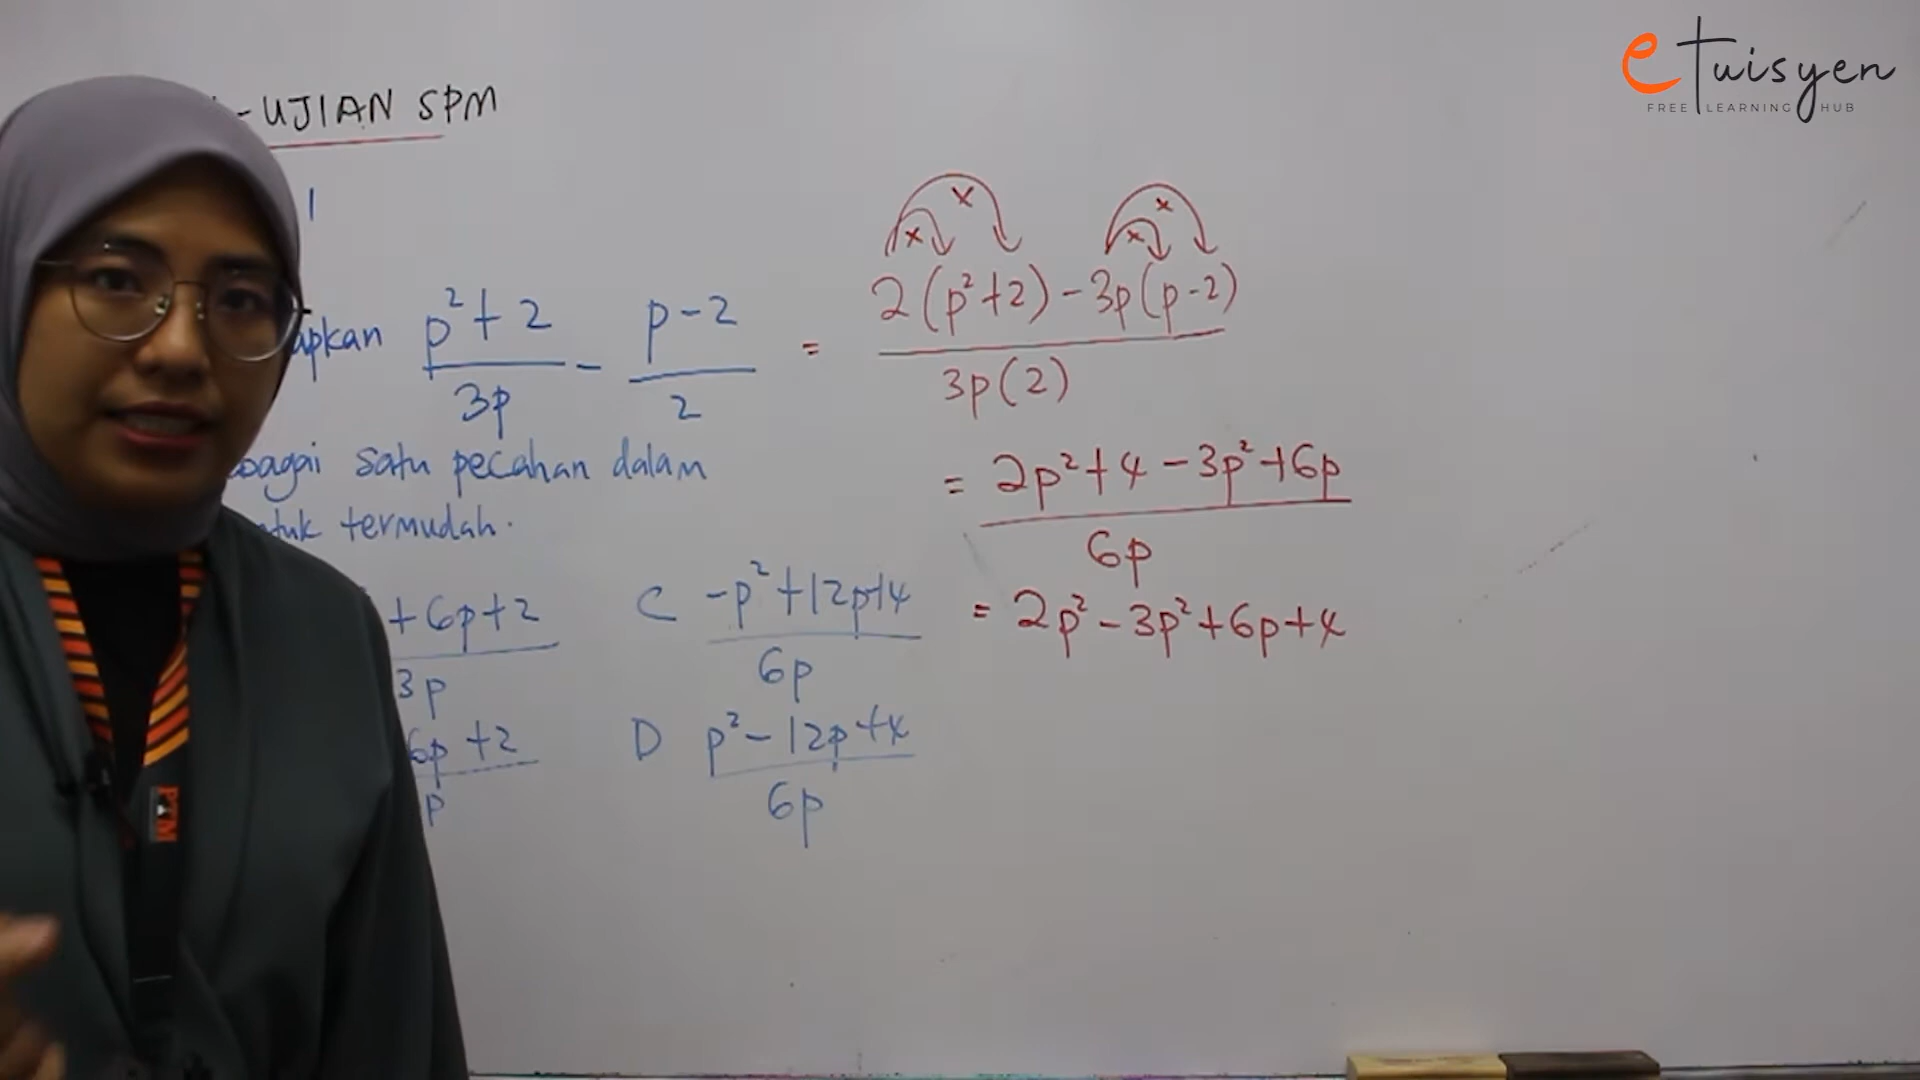 eTuisyen
FREE LEARNING HUB
-UJIAN SPM
1
apkan p²+2/3p - p-2/2 = 2(p²+2)-3p(p-2)/3p(2)
bagai satu pecahan dalam
tuk termudah.
= 2p²+4-3p²+6p/6p
= 2p²-3p²+6p+4
+6p+2/3p
C -p²+12p+4/6p
6p+2/p
D p²-12p+4/6p